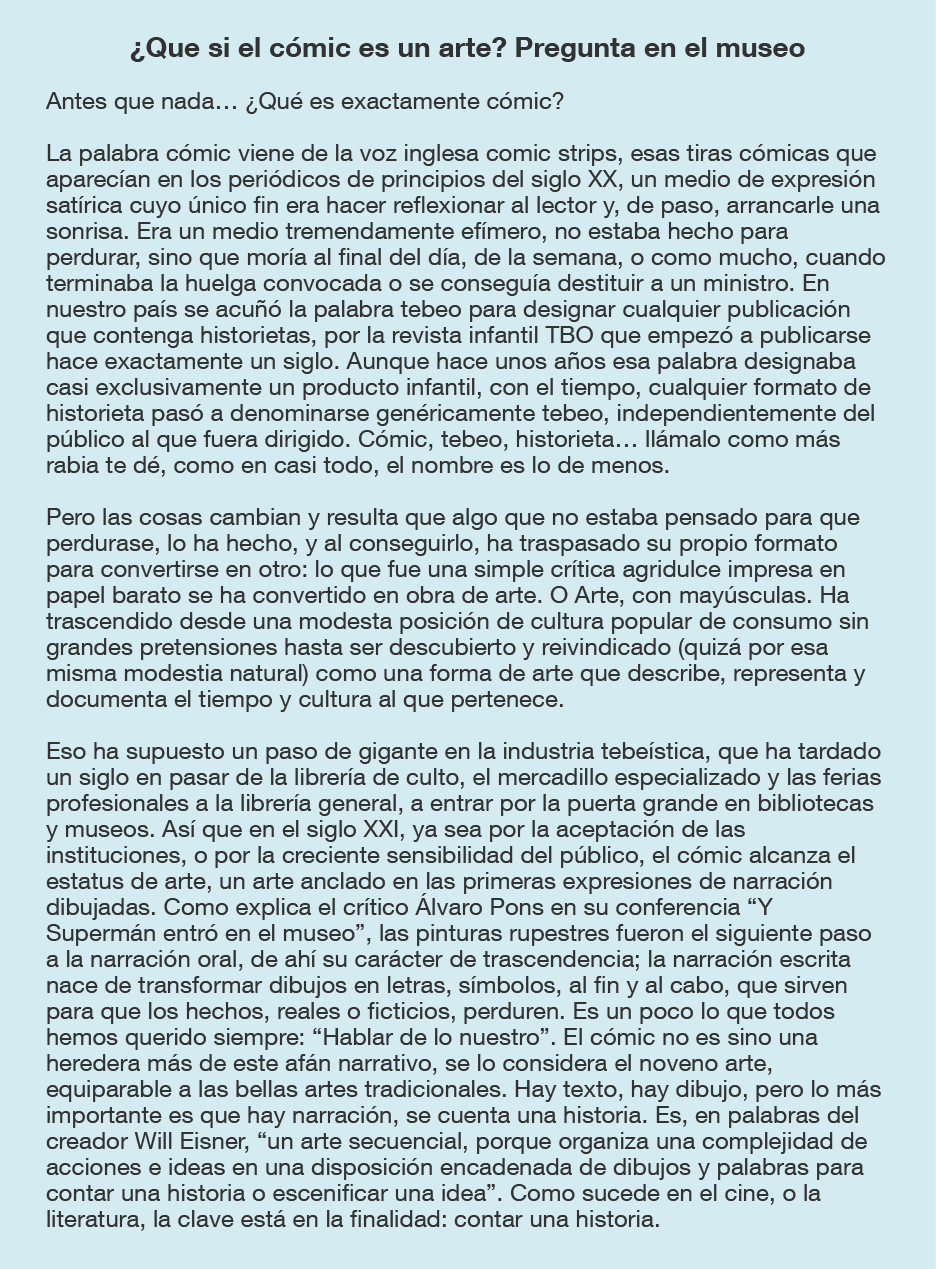 ¿Que si el cómic es un arte? Pregunta en el museo
Antes que nada… ¿Qué es exactamente cómic?
La palabra cómic viene de la voz inglesa comic strips, esas tiras cómicas que
aparecían en los periódicos de principios del siglo XX, un medio de expresión
satírica cuyo único fin era hacer reflexionar al lector y, de paso, arrancarle una
sonrisa. Era un medio tremendamente efímero, no estaba hecho para
perdurar, sino que moría al final del día, de la semana, o como mucho, cuando
terminaba la huelga convocada o se conseguía destituir a un ministro. En
nuestro país se acuñó la palabra tebeo para designar cualquier publicación
que contenga historietas, por la revista infantil TBO que empezó a publicarse
hace exactamente un siglo. Aunque hace unos años esa palabra designaba
casi exclusivamente un producto infantil, con el tiempo, cualquier formato de
historieta pasó a denominarse genéricamente tebeo, independientemente del
público al que fuera dirigido. Cómic, tebeo, historieta… llámalo como más
rabia te dé, como en casi todo, el nombre es lo de menos.
Pero las cosas cambian y resulta que algo que no estaba pensado para que
perdurase, lo ha hecho, y al conseguirlo, ha traspasado su propio formato
para convertirse en otro: lo que fue una simple crítica agridulce impresa en
papel barato se ha convertido en obra de arte. O Arte, con mayúsculas. Ha
trascendido desde una modesta posición de cultura popular de consumo sin
grandes pretensiones hasta ser descubierto y reivindicado (quizá por esa
misma modestia natural) como una forma de arte que describe, representa y
documenta el tiempo y cultura al que pertenece.
Eso ha supuesto un paso de gigante en la industria tebeística, que ha tardado
un siglo en pasar de la librería de culto, el mercadillo especializado y las ferias
profesionales a la librería general, a entrar por la puerta grande en bibliotecas
y museos. Así que en el siglo XXI, ya sea por la aceptación de las
instituciones, o por la creciente sensibilidad del público, el cómic alcanza el
estatus de arte, un arte anclado en las primeras expresiones de narración
dibujadas. Como explica el crítico Álvaro Pons en su conferencia “Y
Supermán entró en el museo”, las pinturas rupestres fueron el siguiente paso
a la narración oral, de ahí su carácter de trascendencia; la narración escrita
nace de transformar dibujos en letras, símbolos, al fin y al cabo, que sirven
para que los hechos, reales o ficticios, perduren. Es un poco lo que todos
hemos querido siempre: “Hablar de lo nuestro”. El cómic no es sino una
heredera más de este afán narrativo, se lo considera el noveno arte,
equiparable a las bellas artes tradicionales. Hay texto, hay dibujo, pero lo más
importante es que hay narración, se cuenta una historia. Es, en palabras del
creador Will Eisner, “un arte secuencial, porque organiza una complejidad de
acciones e ideas en una disposición encadenada de dibujos y palabras para
contar una historia o escenificar una idea”. Como sucede en el cine, o la
literatura, la clave está en la finalidad: contar una historia.